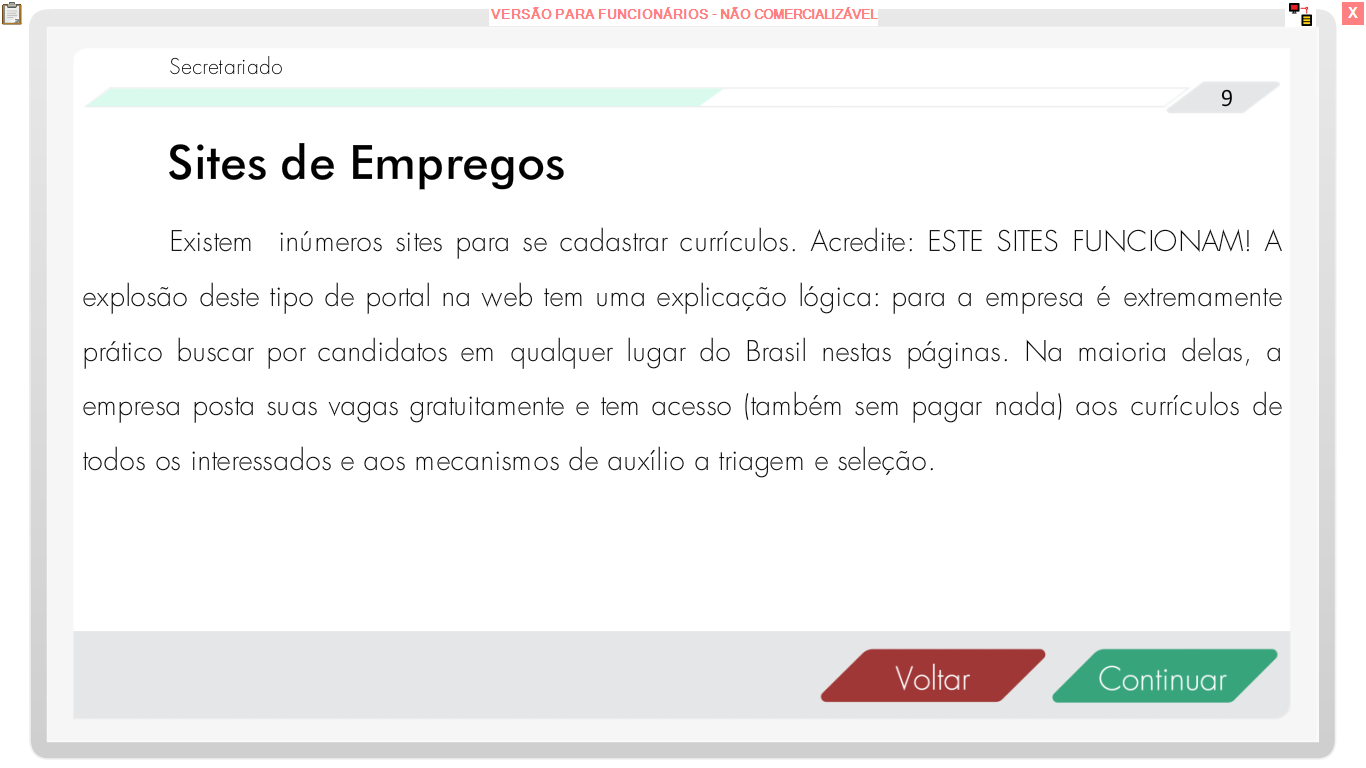 VERSÃO PARA FUNCIONÁRIOS - NÃO COMERCIALIZÁVEL
X
Secretariado
9
Sites de Empregos
Existem inúmeros sites para se cadastrar currículos. Acredite: ESTE SITES FUNCIONAM! A
explosão deste tipo de portal na web tem uma explicação lógica: para a empresa é extremamente
prático buscar por candidatos em qualquer lugar do Brasil nestas páginas. Na maioria delas, a
empresa posta suas vagas gratuitamente e tem acesso (também sem pagar nada) aos currículos de
todos os interessados e aos mecanismos de auxílio a triagem e seleção.
Voltar
Continuar